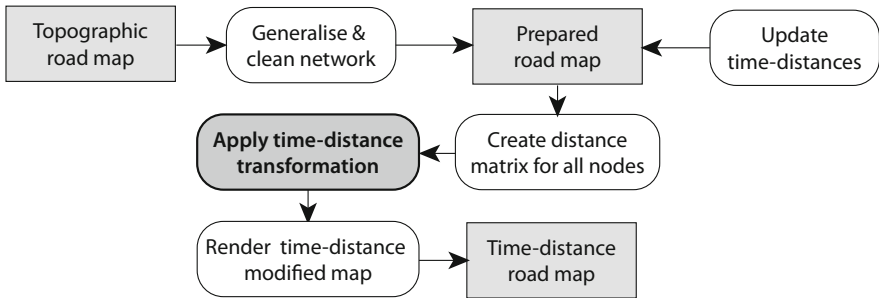 Topographic
road map
Generalise &
clean network
Prepared
road map
Update
time-distances
Apply time-distance
transformation
Create distance
matrix for all nodes
Render time-distance
modified map
Time-distance
road map